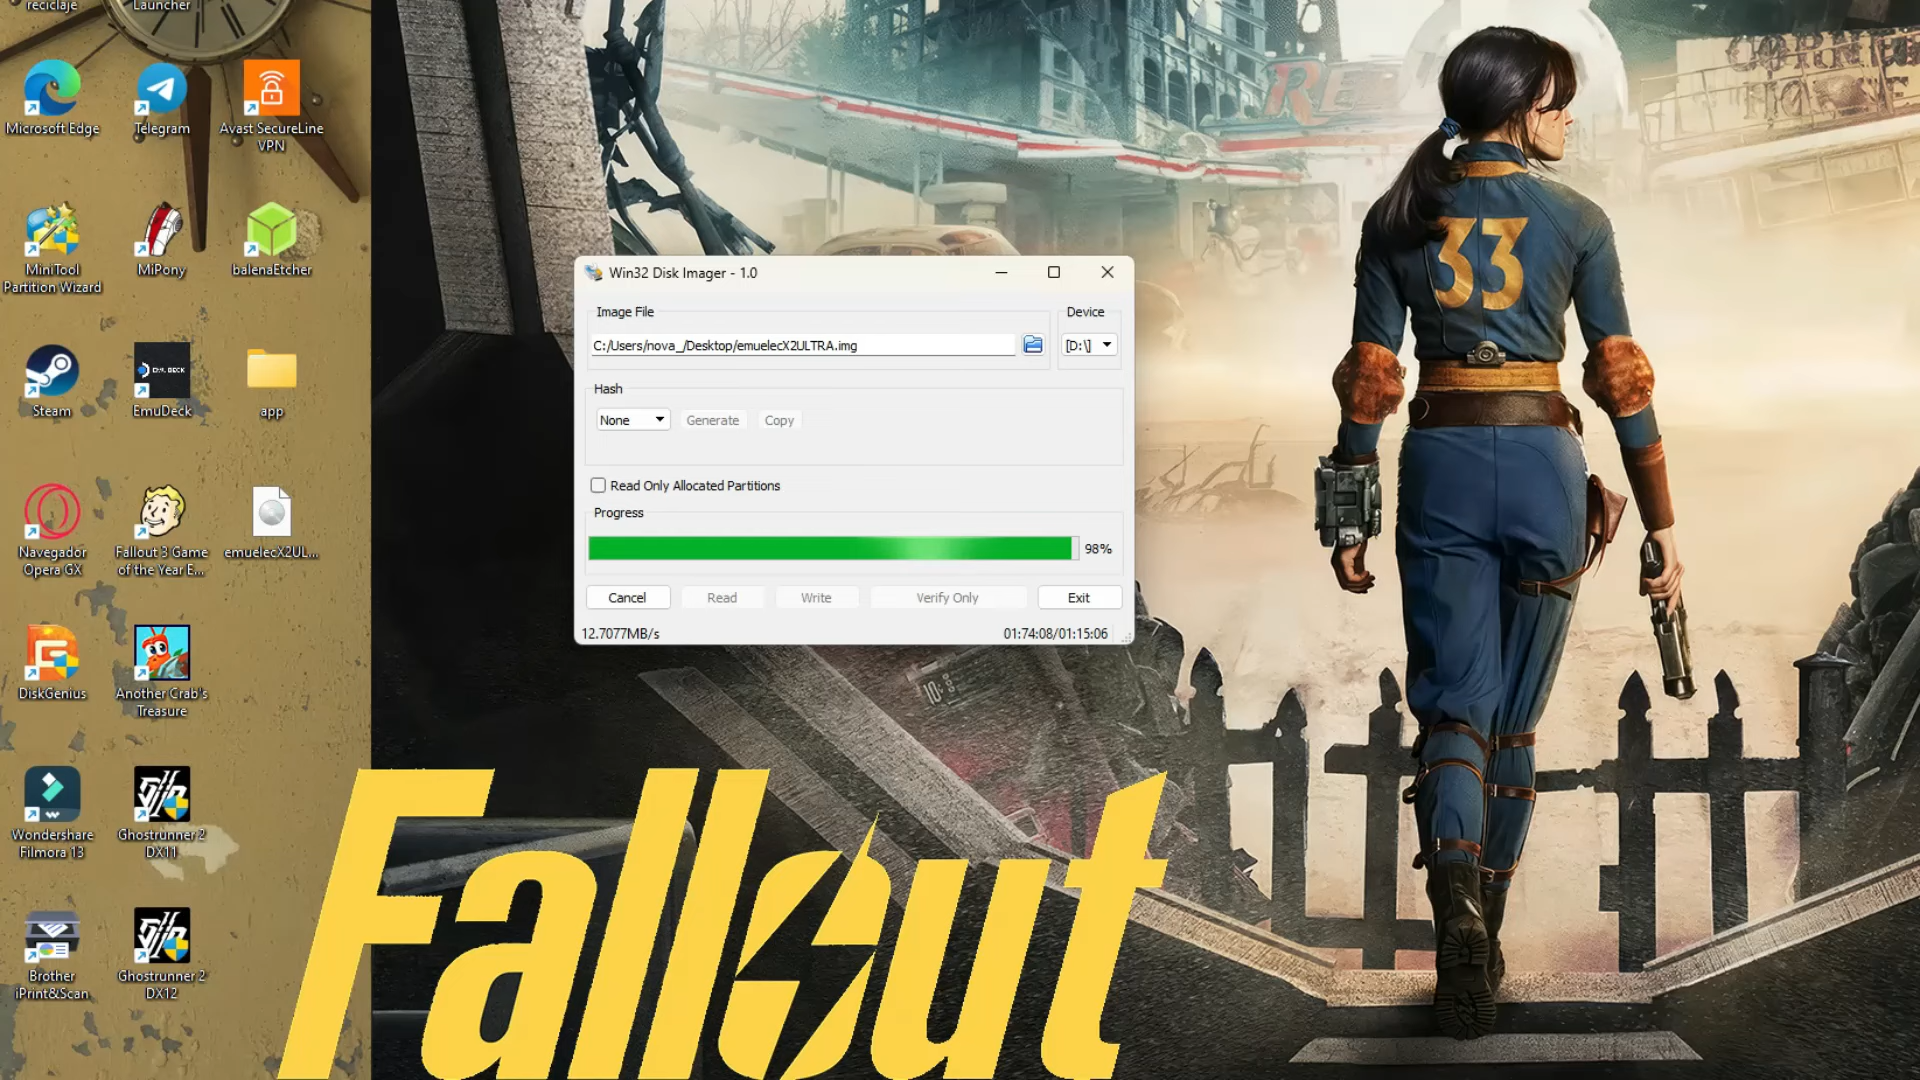 reciclaje
Launcher
Microsoft Edge
Telegram
Avast SecureLine
VPN
MiniTool
Partition Wizard
MiPony
balenaEtcher
Steam
EMU DECK
EmuDeck
app
Navegador
Opera GX
Fallout 3 Game
of the Year E...
emuelecX2UL...
DiskGenius
Another Crab's
Treasure
Wondershare
Filmora 13
Ghostrunner 2
DX11
Brother
iPrint&Scan
Ghostrunner 2
DX12
Win32 Disk Imager - 1.0
Image File
Device
C:/Users/nova_/Desktop/emuelecX2ULTRA.img
[D:\]
Hash
None
Generate
Copy
Read Only Allocated Partitions
Progress
98%
Cancel
Read
Write
Verify Only
Exit
12.7077MB/s
01:74:08/01:15:06
33
Fallout